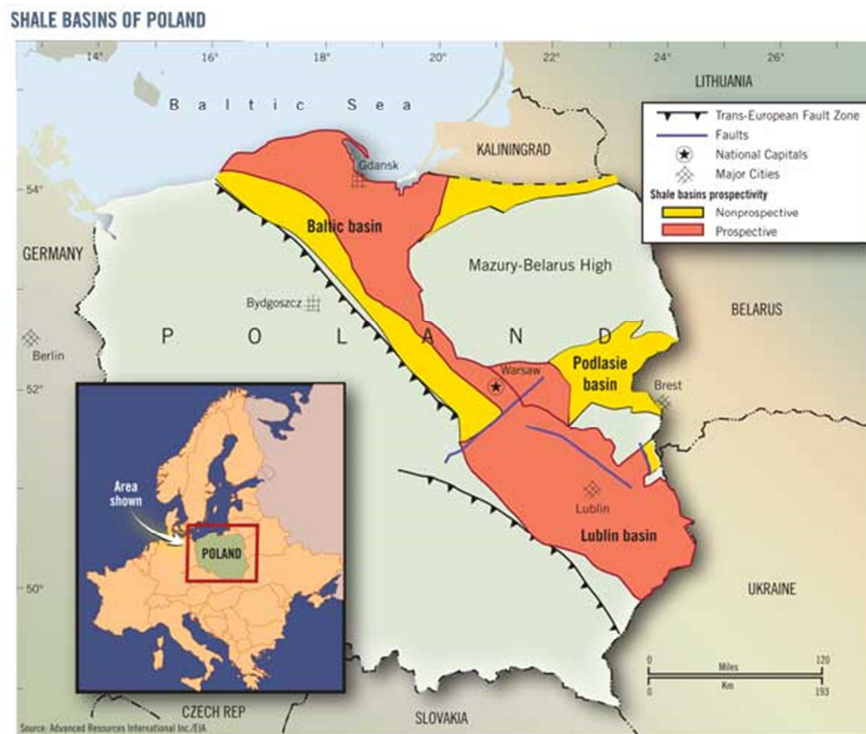 SHALE BASINS OF POLAND
14° 16° 18° 20° 22° 24° 26°
LITHUANIA
Baltic Sea
Trans-European Fault Zone
Faults
National Capitals
Major Cities
Shale basins prospectivity
Nonprospective
Prospective
KALININGRAD
Gdansk
54°
Baltic basin
GERMANY
Mazury-Belarus High
Bydgoszcz
BELARUS
POLAND
Berlin
Warsaw
Podlasie
basin
Brest
52°
Area
shown
POLAND
Lublin
Lublin basin
50°
UKRAINE
0 120
Miles
Km
0 193
CZECH REP
SLOVAKIA
Source: Advanced Resources International Inc./EIA